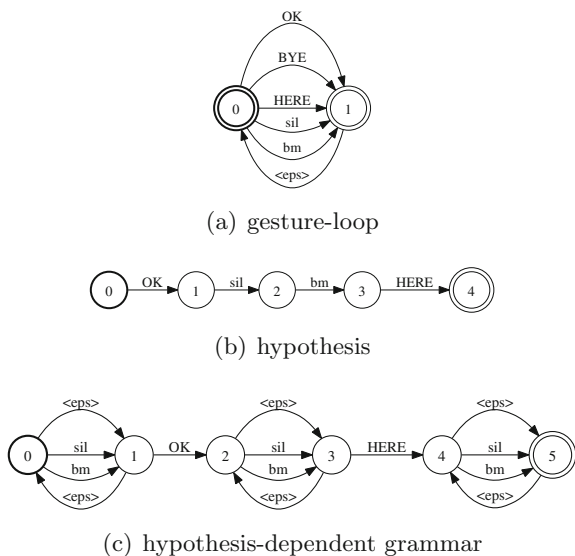 OK
BYE
0 HERE 1
sil
bm
<eps>
(a) gesture-loop
0 OK 1 sil 2 bm 3 HERE 4
(b) hypothesis
<eps> <eps> <eps>
0 sil 1 OK 2 sil 3 HERE 4 sil 5
bm bm bm
<eps> <eps> <eps>
(c) hypothesis-dependent grammar